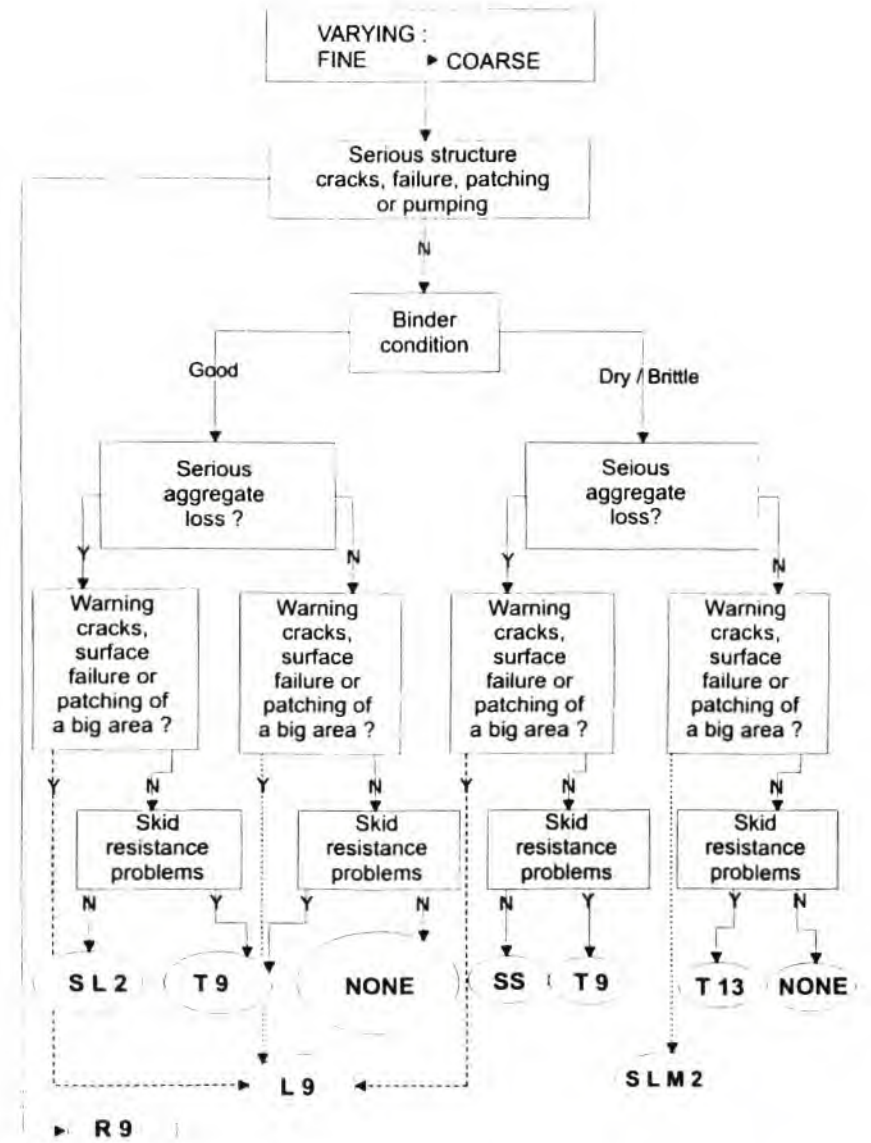 VARYING :
FINE ► COARSE
Serious structure
cracks, failure, patching
or pumping
N
Binder
condition
Good
Dry / Brittle
Serious
aggregate
loss ?
Seious
aggregate
loss?
Y
N
Y
N
Warning
cracks,
surface
failure or
patching of
a big area ?
Warning
cracks,
surface
failure or
patching of
a big area ?
Warning
cracks,
surface
failure or
patching of
a big area ?
Warning
cracks,
surface
failure or
patching of
a big area ?
Y
N
Y
N
Y
N
N
Skid
resistance
problems
Skid
resistance
problems
Skid
resistance
problems
Skid
resistance
problems
N
Y
Y
N
N
Y
Y
N
S L 2
T 9
NONE
SS
T 9
T 13
NONE
L 9
S L M 2
R 9